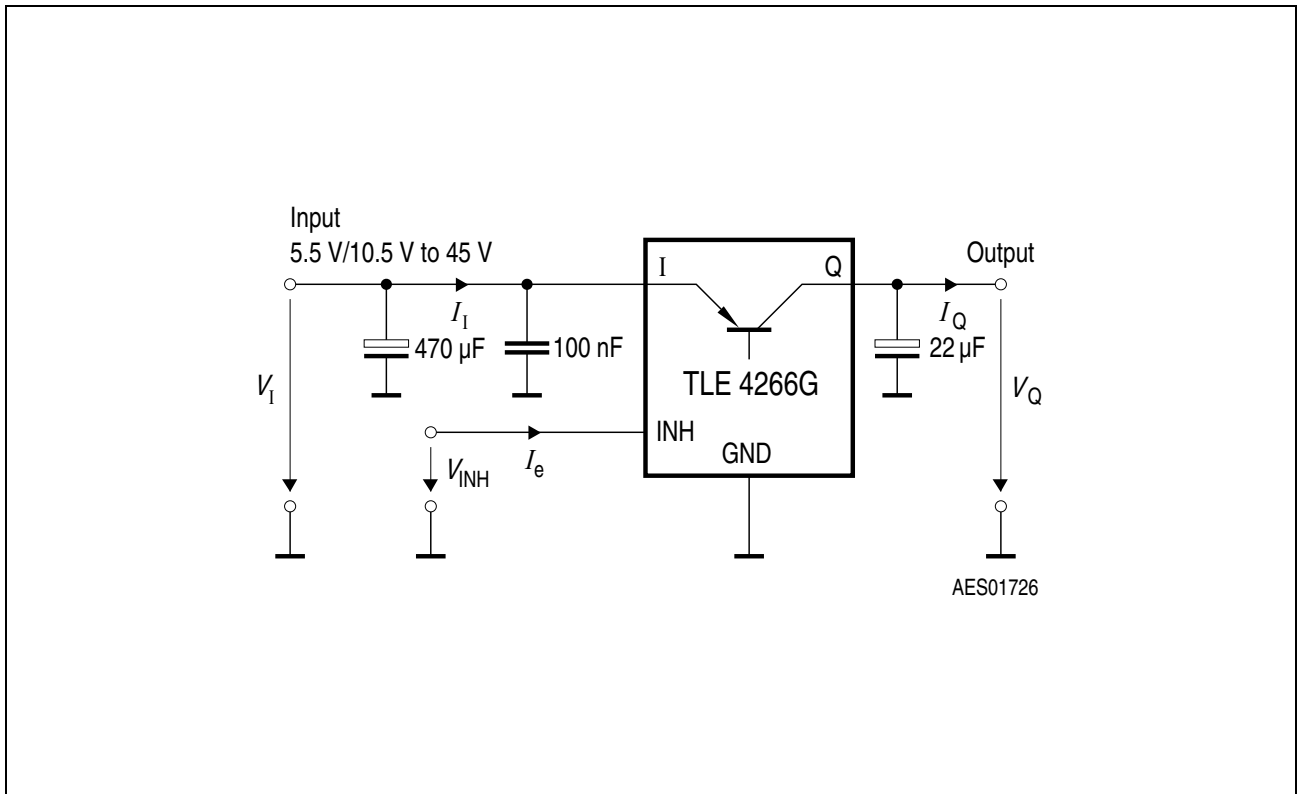 Input
5.5 V/10.5 V to 45 V
Output
I
Q
I_I
I_Q
470 µF
100 nF
22 µF
TLE 4266G
V_I
V_Q
INH
V_INH
I_e
GND
AES01726